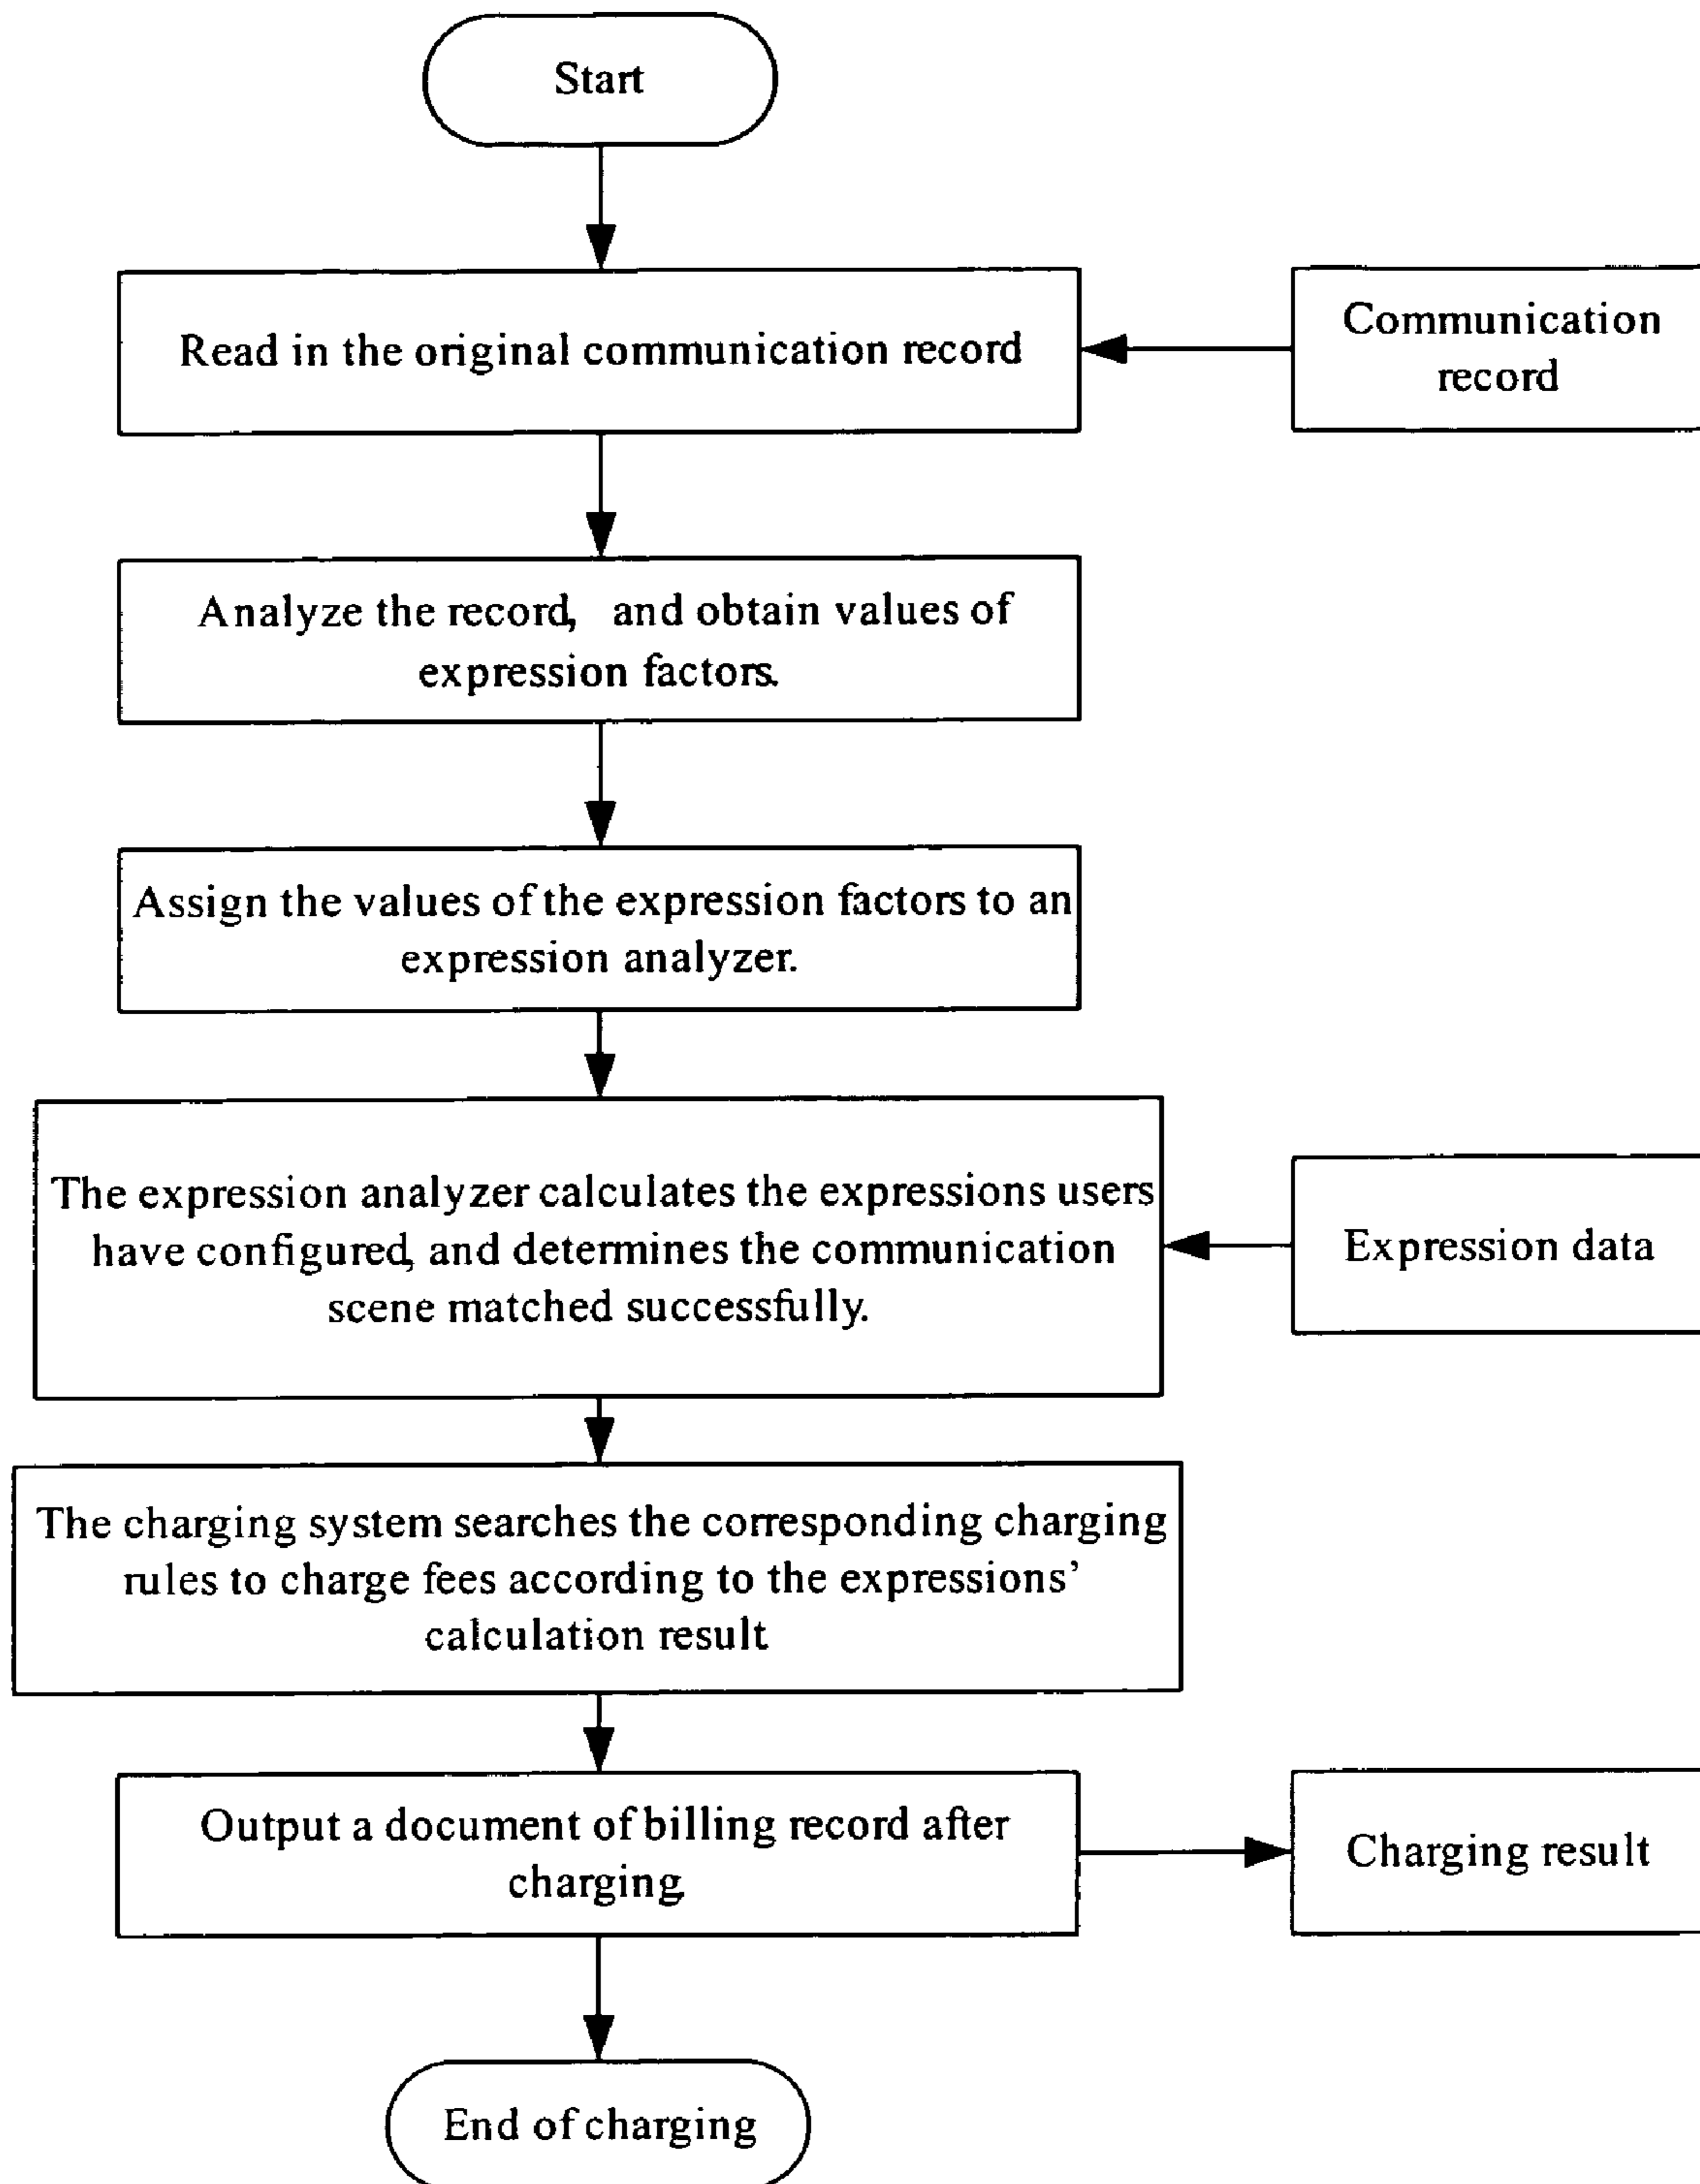 Start
Read in the original communication record
Communication
record
Analyze the record, and obtain values of
expression factors.
Assign the values of the expression factors to an
expression analyzer.
The expression analyzer calculates the expressions users
have configured, and determines the communication
scene matched successfully.
Expression data
The charging system searches the corresponding charging
rules to charge fees according to the expressions'
calculation result
Output a document of billing record after
charging.
Charging result
End of charging